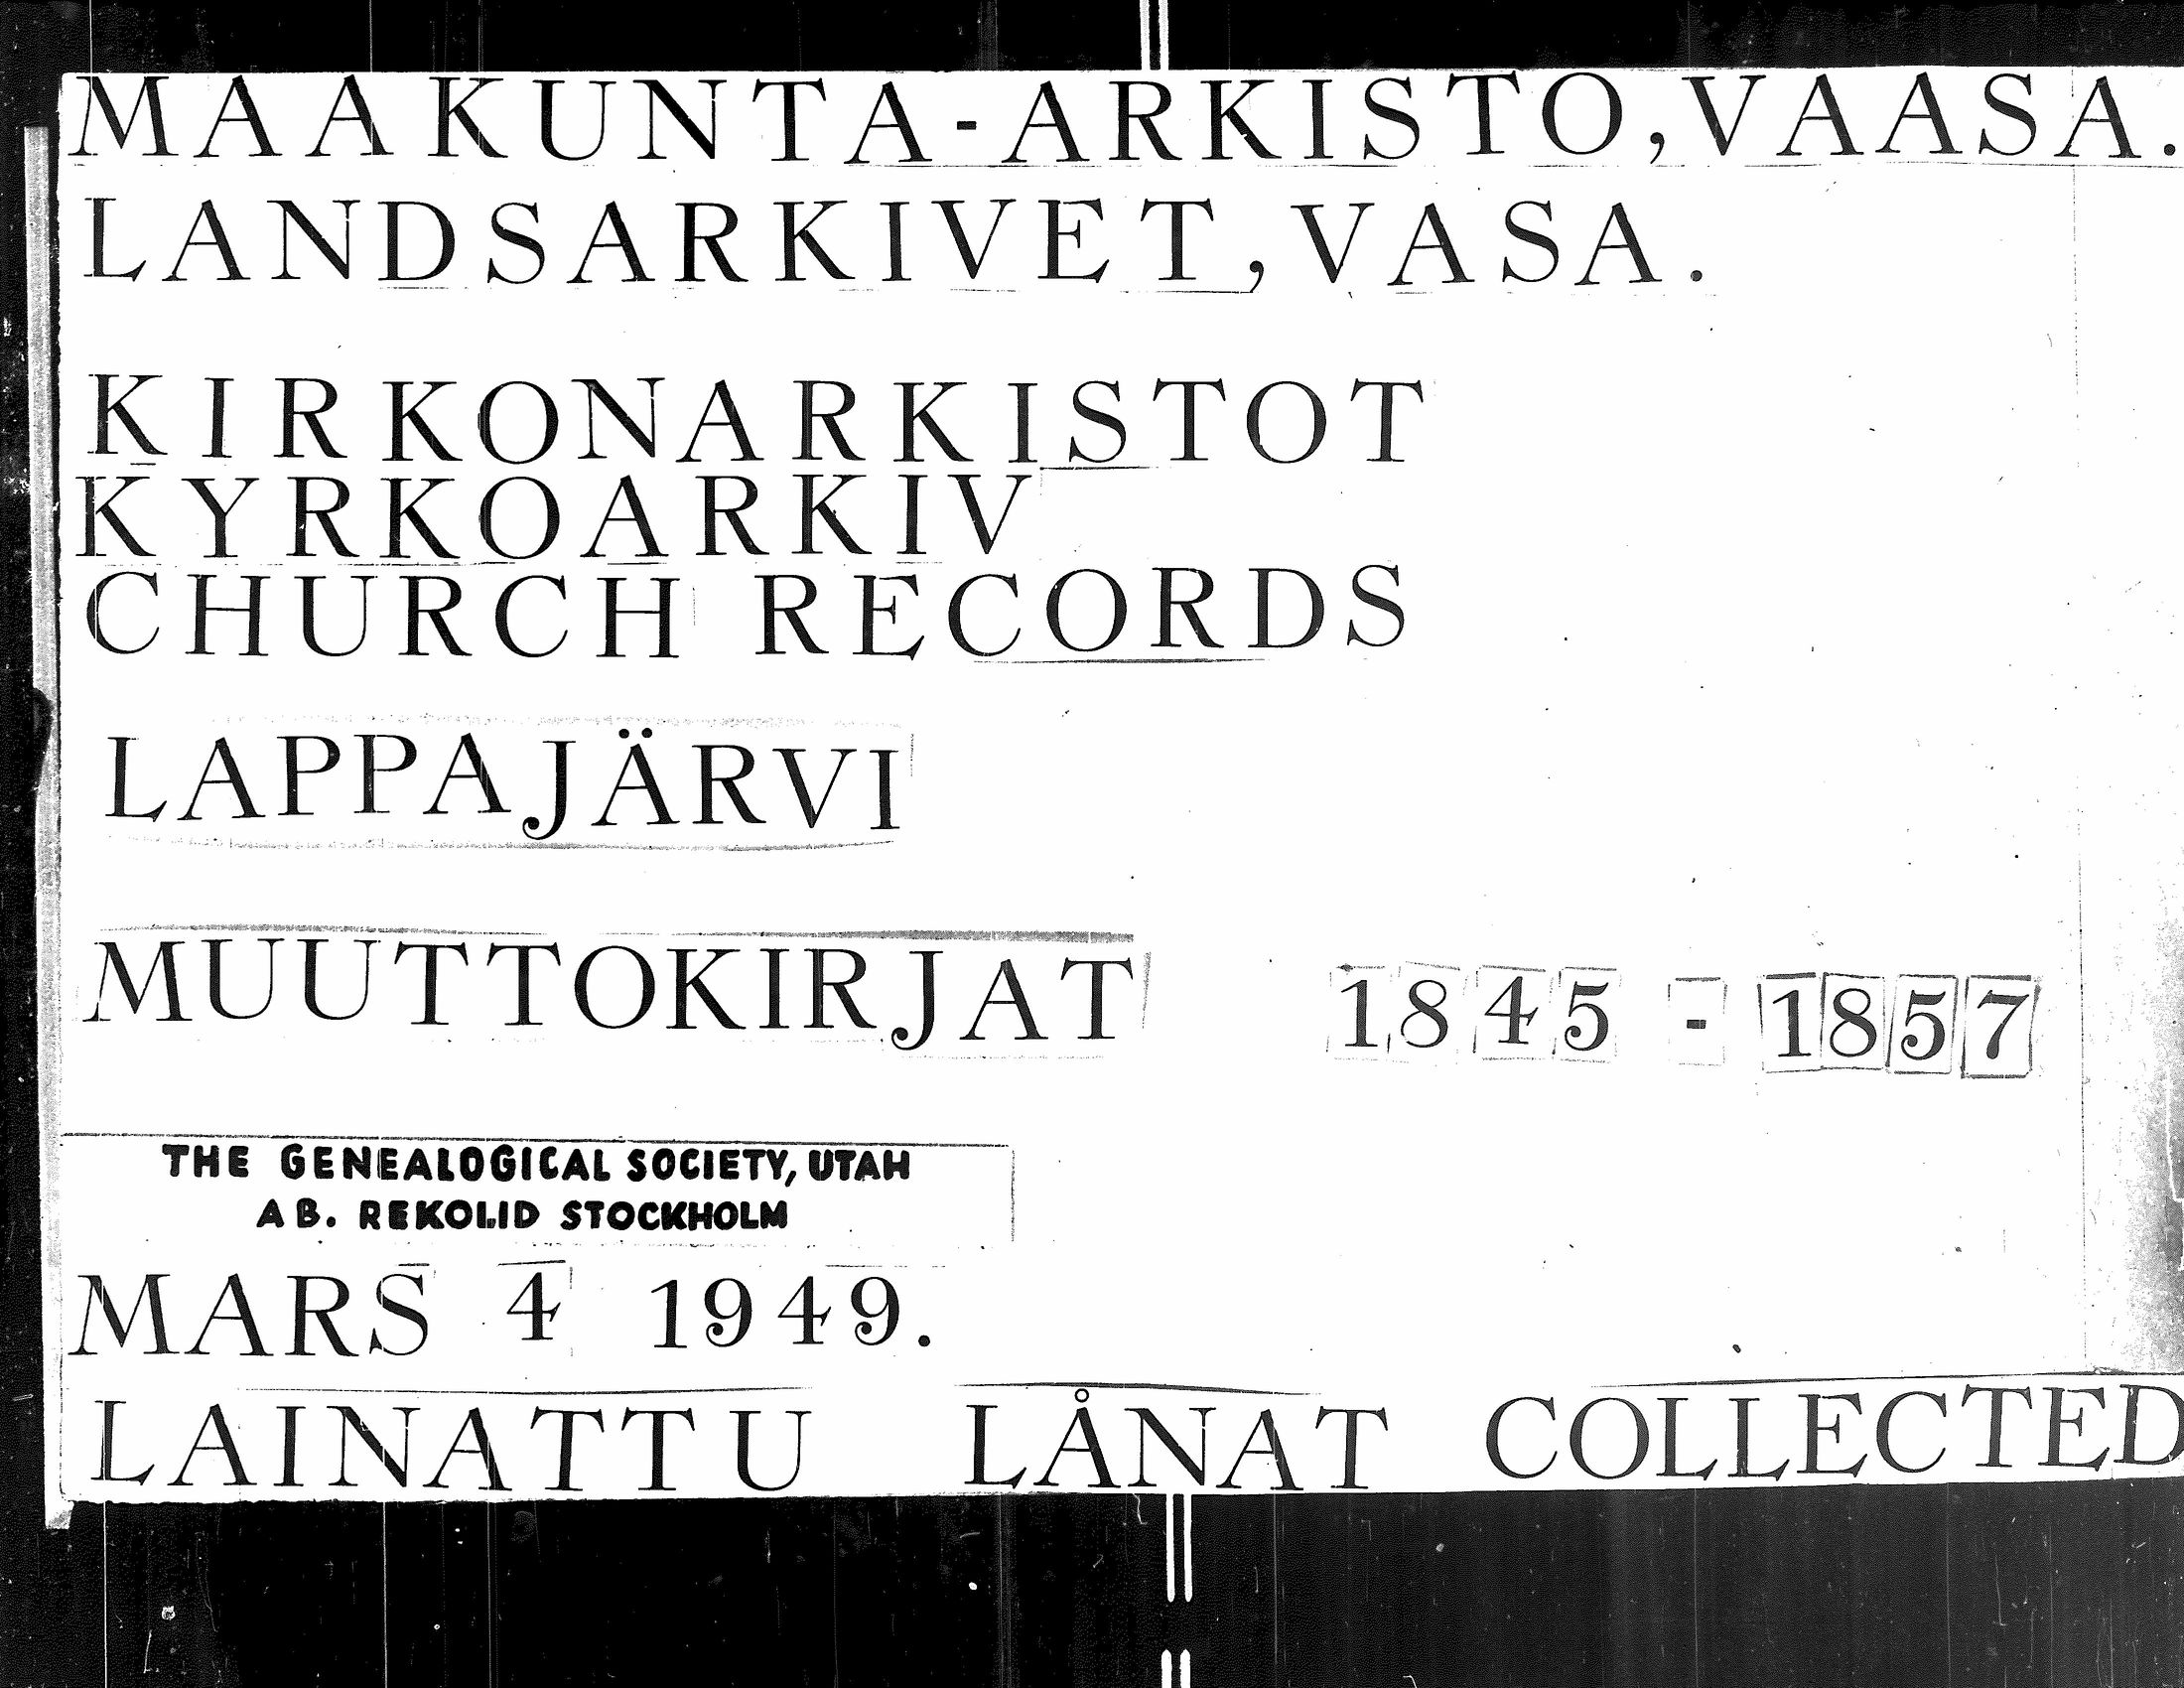 MAAKUNTA-ARKISTO, VAASA.
LANDSARKIVET, VASA.
KIRKONARKISTOT
KYRKOARKIV
CHURCH RECORDS
LAPPAJÄRVI
MUUTTOKIRJAT 1845 - 1857
THE GENEALOGICAL SOCIETY, UTAH
AB. REKOLID STOCKHOLM
MARS 4 1949.
LAINATTU LÅNAT COLLECTED